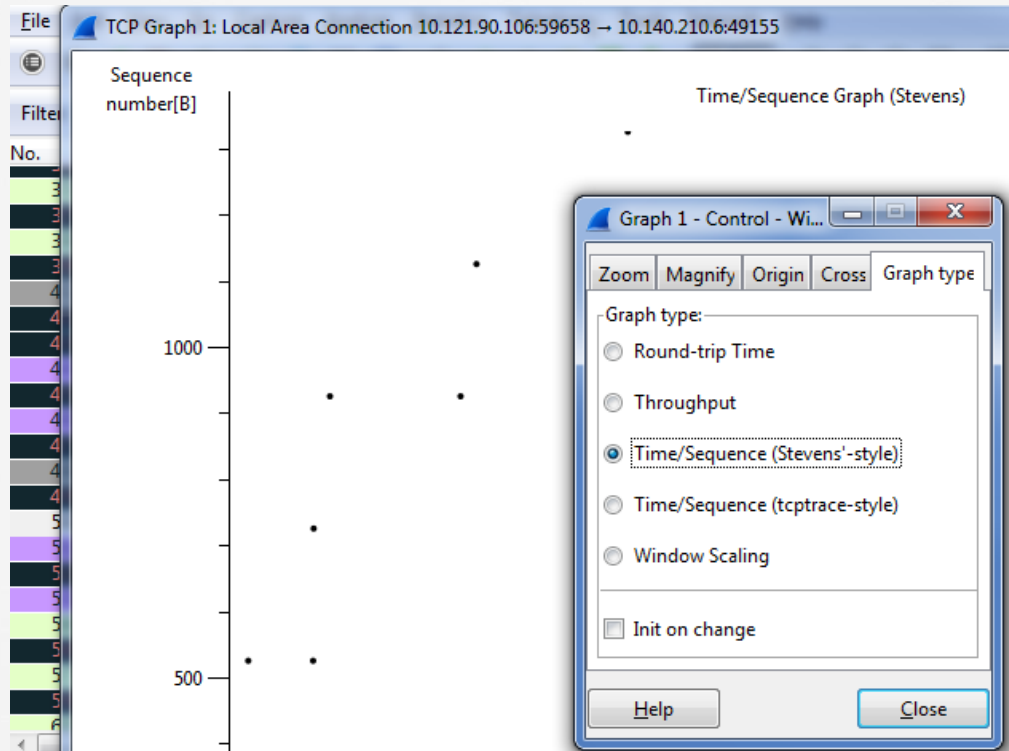 File
TCP Graph 1: Local Area Connection 10.121.90.106:59658 → 10.140.210.6:49155
Sequence
number[B]
Time/Sequence Graph (Stevens)
No.
1000
500
Graph 1 - Control - Wi...
Zoom Magnify Origin Cross Graph type
Graph type:
Round-trip Time
Throughput
Time/Sequence (Stevens'-style)
Time/Sequence (tcptrace-style)
Window Scaling
Init on change
Help Close